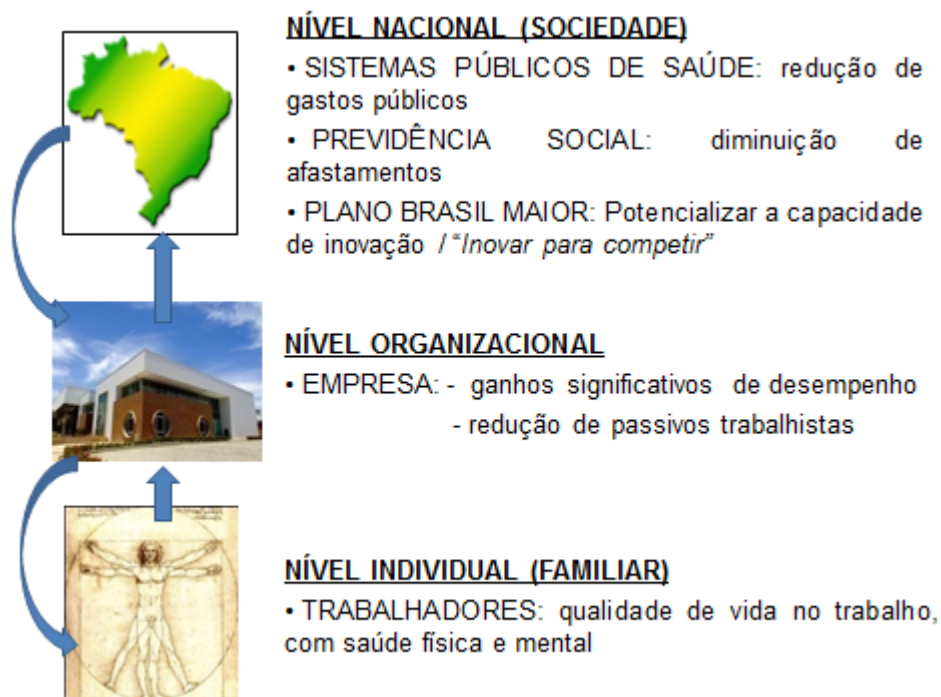 NÍVEL NACIONAL (SOCIEDADE)
• SISTEMAS PÚBLICOS DE SAÚDE: redução de
gastos públicos
• PREVIDÊNCIA SOCIAL: diminuição de
afastamentos
• PLANO BRASIL MAIOR: Potencializar a capacidade
de inovação / “Inovar para competir”
NÍVEL ORGANIZACIONAL
• EMPRESA: - ganhos significativos de desempenho
- redução de passivos trabalhistas
NÍVEL INDIVIDUAL (FAMILIAR)
• TRABALHADORES: qualidade de vida no trabalho,
com saúde física e mental